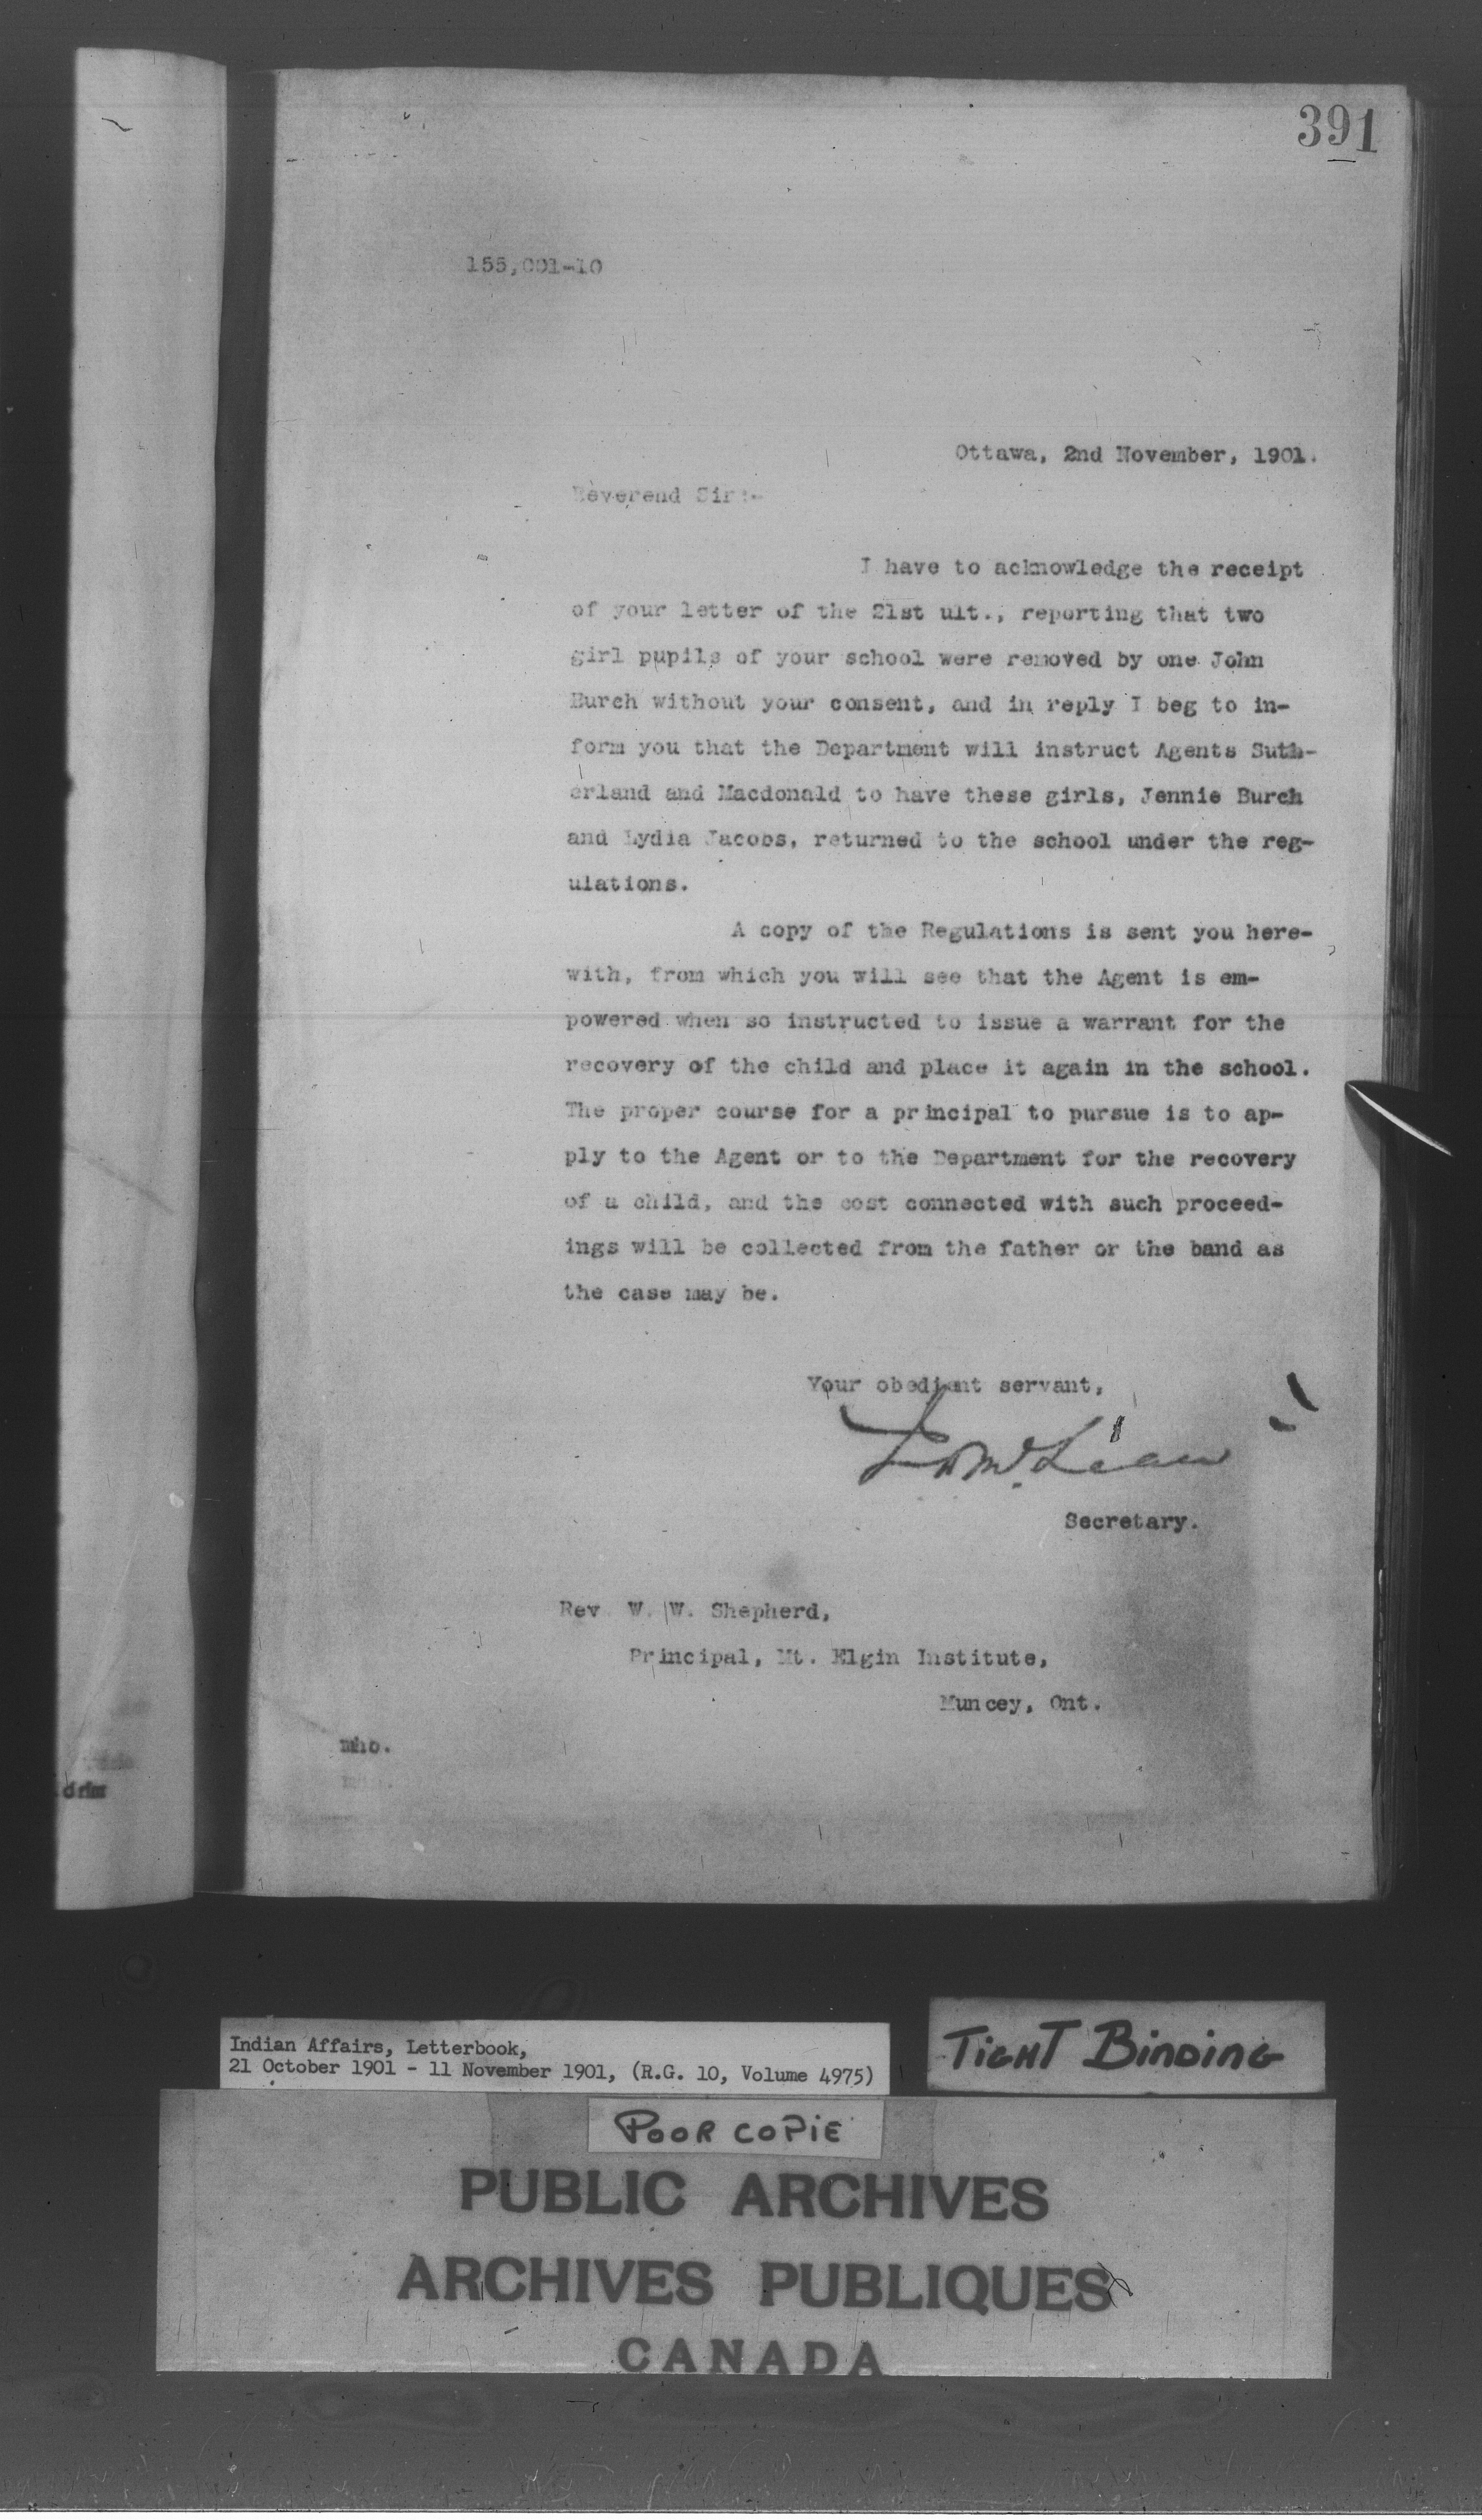 391
155,001-10
Ottawa, 2nd November, 1901.
Reverend Sir:-
I have to acknowledge the receipt
of your letter of the 21st ult., reporting that two
girl pupils of your school were removed by one John
Burch without your consent, and in reply I beg to in-
form you that the Department will instruct Agents Suth-
erland and Macdonald to have these girls, Jennie Burch
and Lydia Jacobs, returned to the school under the reg-
ulations.
A copy of the Regulations is sent you here-
with, from which you will see that the Agent is em-
powered when so instructed to issue a warrant for the
recovery of the child and place it again in the school.
The proper course for a principal to pursue is to ap-
ply to the Agent or to the Department for the recovery
of a child, and the cost connected with such proceed-
ings will be collected from the father or the band as
the case may be.
Your obedient servant,
Secretary.
Rev. W. W. Shepherd,
Principal, Mt. Elgin Institute,
Muncey, Ont.
Indian Affairs, Letterbook,
21 October 1901 - 11 November 1901, (R.G. 10, Volume 4975)
TIGHT BINDING
POOR COPIE
PUBLIC ARCHIVES
ARCHIVES PUBLIQUES
CANADA